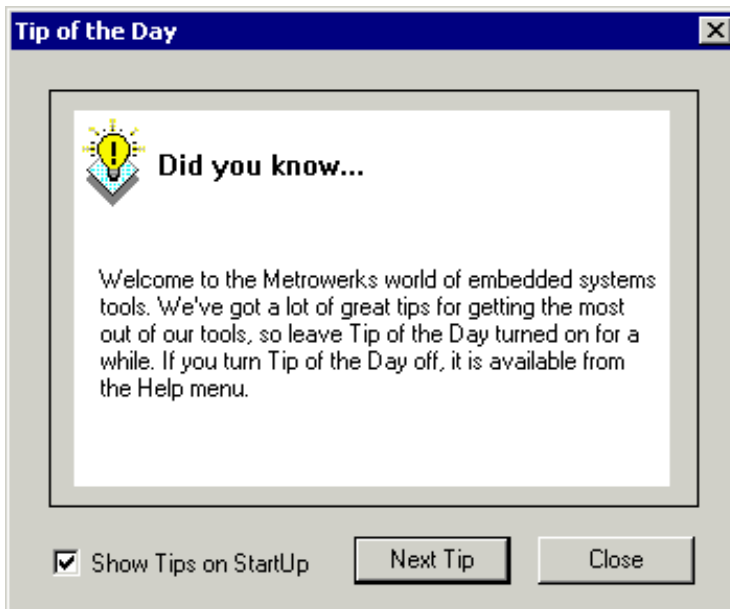 Tip of the Day
Did you know...
Welcome to the Metrowerks world of embedded systems
tools. We've got a lot of great tips for getting the most
out of our tools, so leave Tip of the Day turned on for a
while. If you turn Tip of the Day off, it is available from
the Help menu.
Show Tips on StartUp
Next Tip
Close